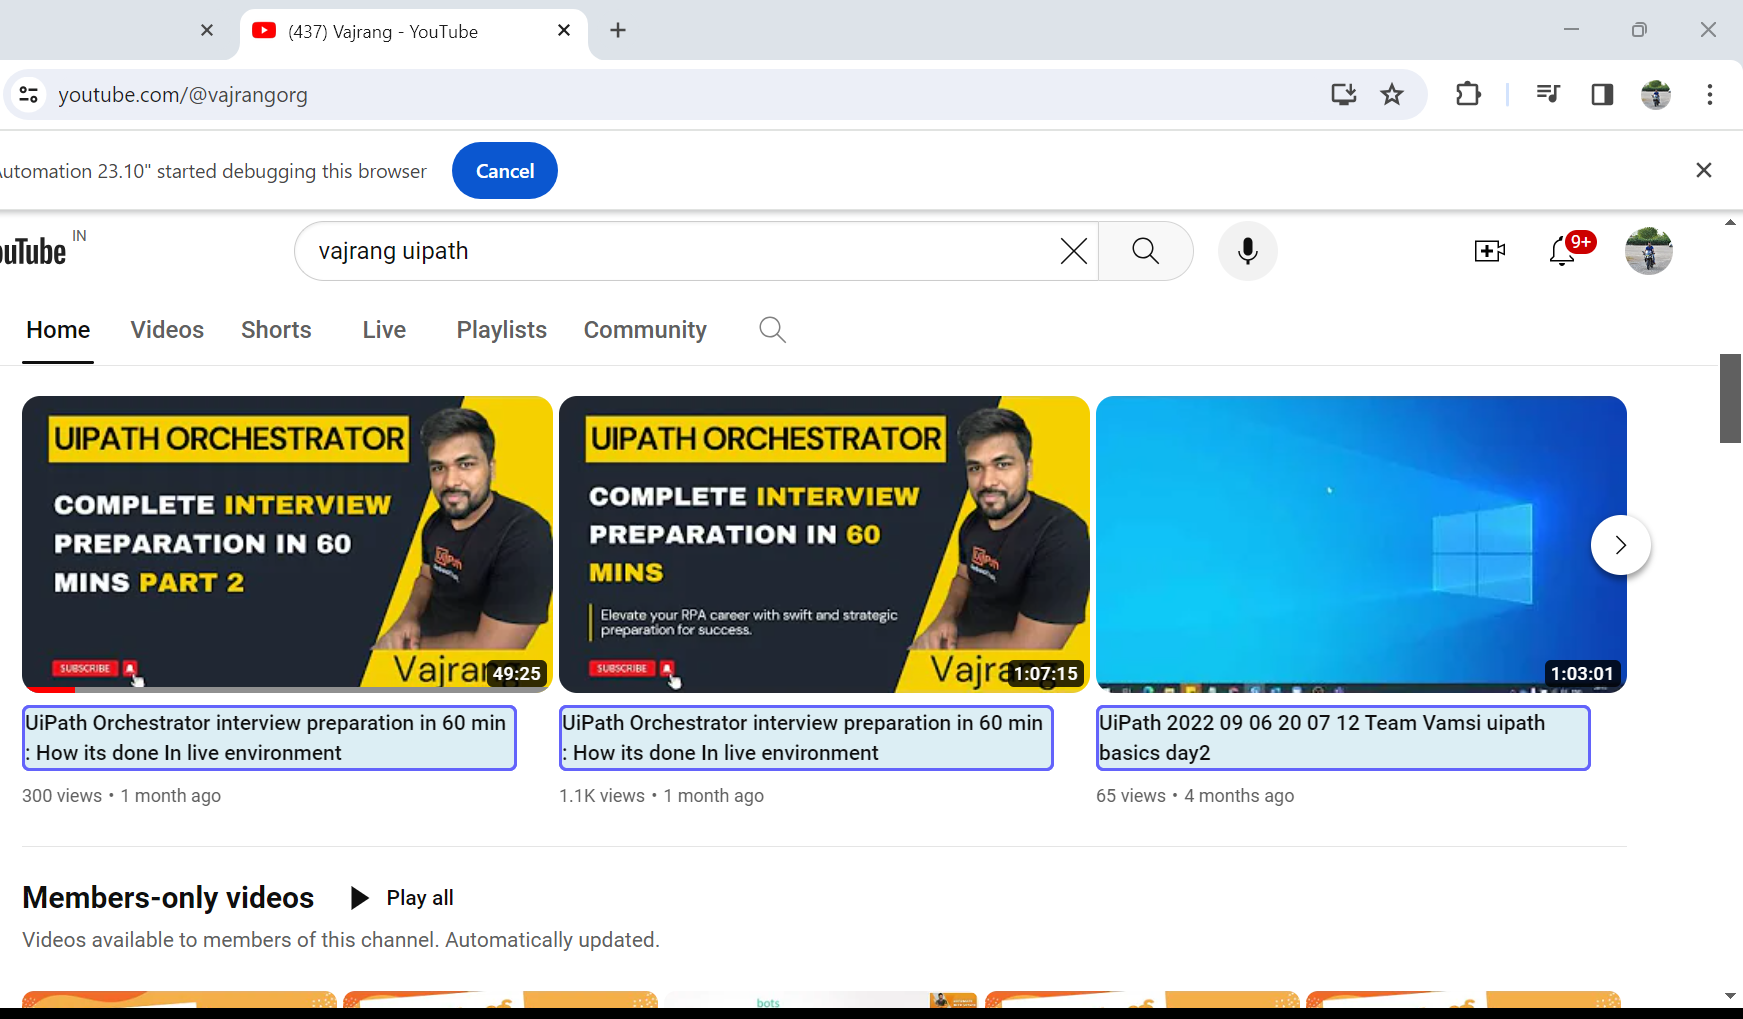 (437) Vajrang - YouTube
youtube.com/@vajrangorg
utomation 23.10" started debugging this browser
Cancel
ouTube IN
vajrang uipath
9+
Home Videos Shorts Live Playlists Community
UIPATH ORCHESTRATOR
COMPLETE INTERVIEW
PREPARATION IN 60
MINS PART 2
SUBSCRIBE
Vajrang
49:25
UIPATH ORCHESTRATOR
COMPLETE INTERVIEW
PREPARATION IN 60
MINS
Elevate your RPA career with swift and strategic
preparation for success.
SUBSCRIBE
Vajrang
1:07:15
1:03:01
UiPath Orchestrator interview preparation in 60 min
: How its done In live environment
300 views • 1 month ago
UiPath Orchestrator interview preparation in 60 min
: How its done In live environment
1.1K views • 1 month ago
UiPath 2022 09 06 20 07 12 Team Vamsi uipath
basics day2
65 views • 4 months ago
Members-only videos Play all
Videos available to members of this channel. Automatically updated.
bots